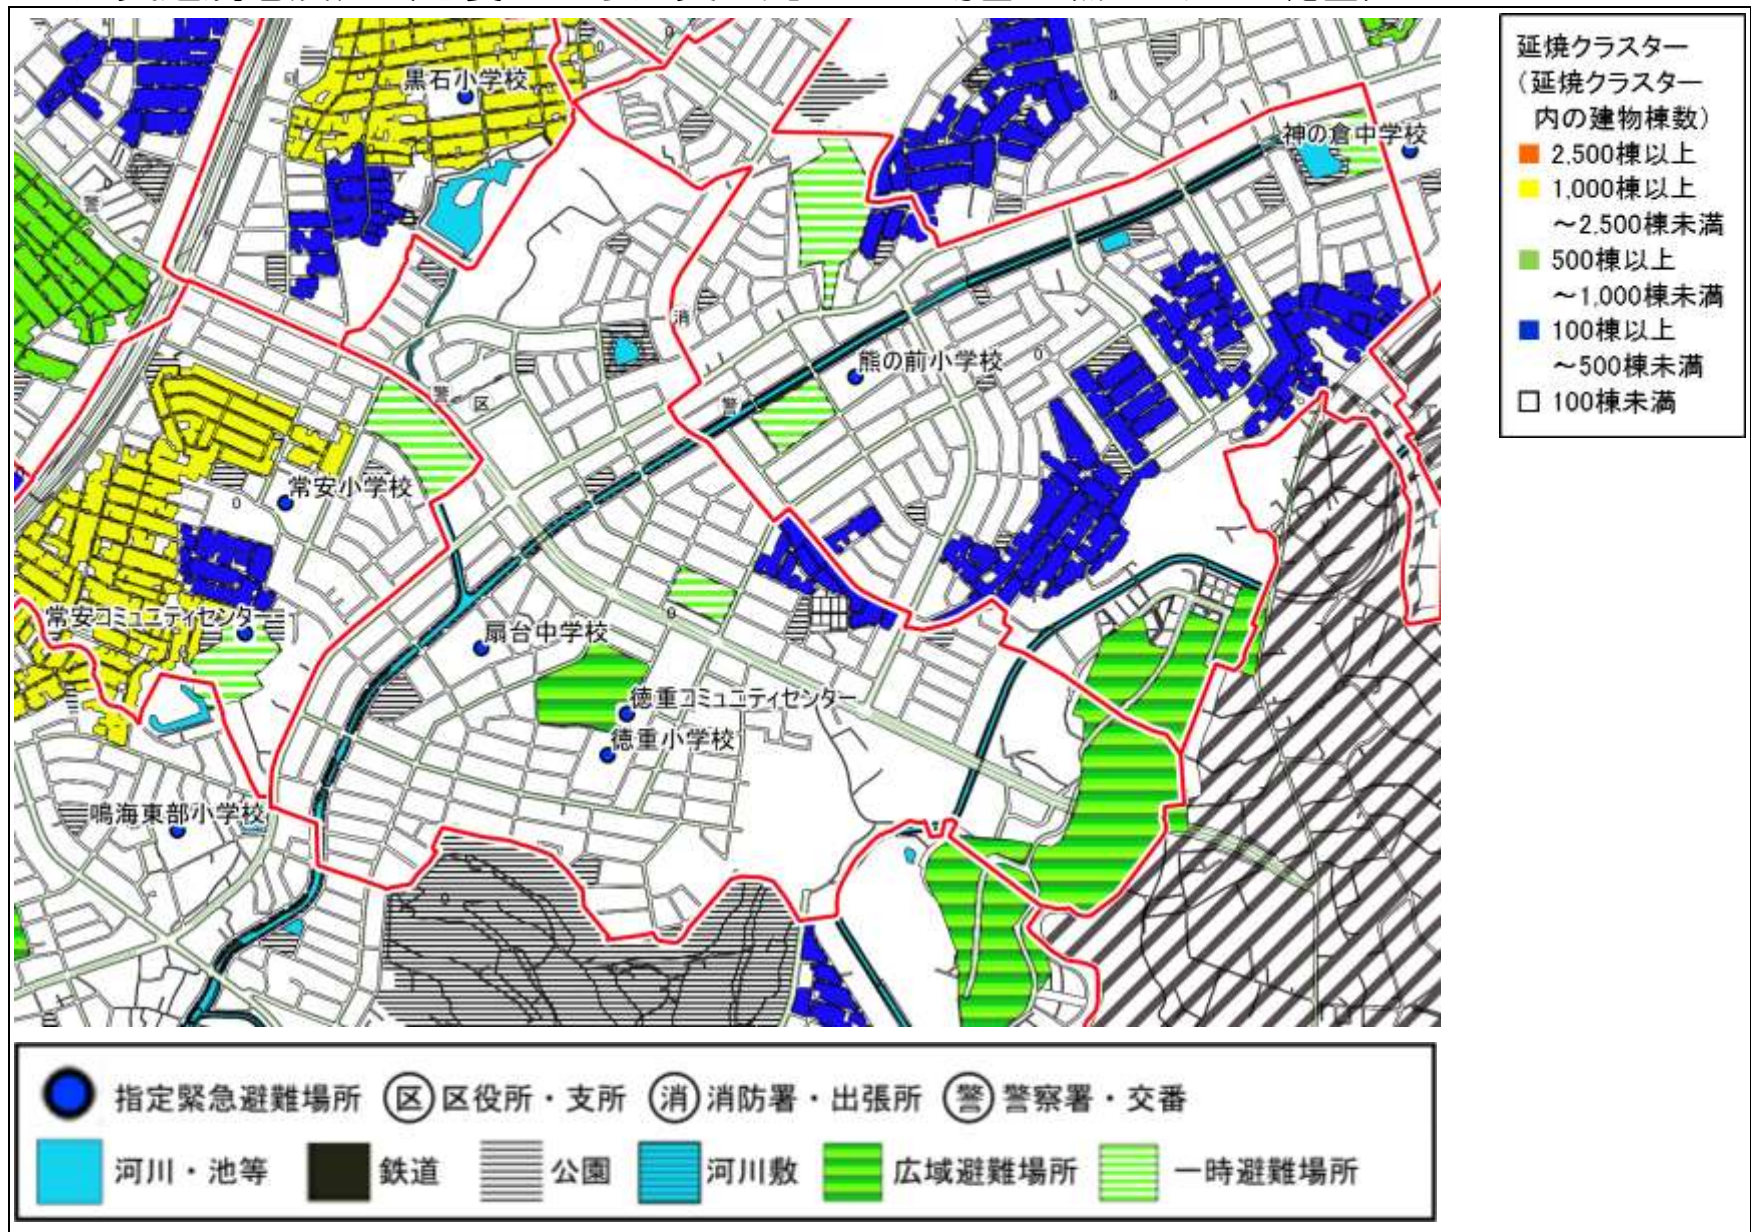 黒石小学校
神の倉中学校
警
消
熊の前小学校
警
区
警
常安小学校
常安コミュニティセンター
扇台中学校
徳重コミュニティセンター
徳重小学校
鳴海東部小学校
延焼クラスター
(延焼クラスター
内の建物棟数)
2,500棟以上
1,000棟以上
~2,500棟未満
500棟以上
~1,000棟未満
100棟以上
~500棟未満
100棟未満
指定緊急避難場所 区 区役所・支所 消 消防署・出張所 警 警察署・交番
河川・池等 鉄道 公園 河川敷 広域避難場所 一時避難場所